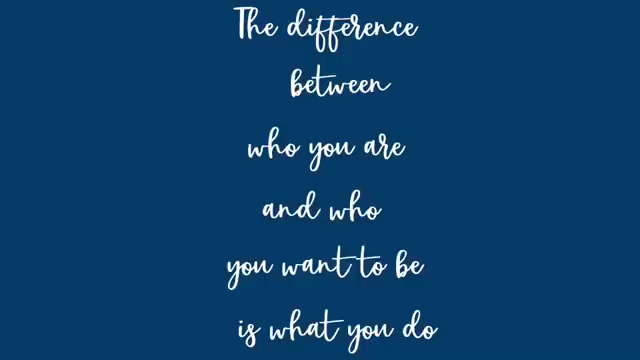 The difference
between
who you are
and who
you want to be
is what you do